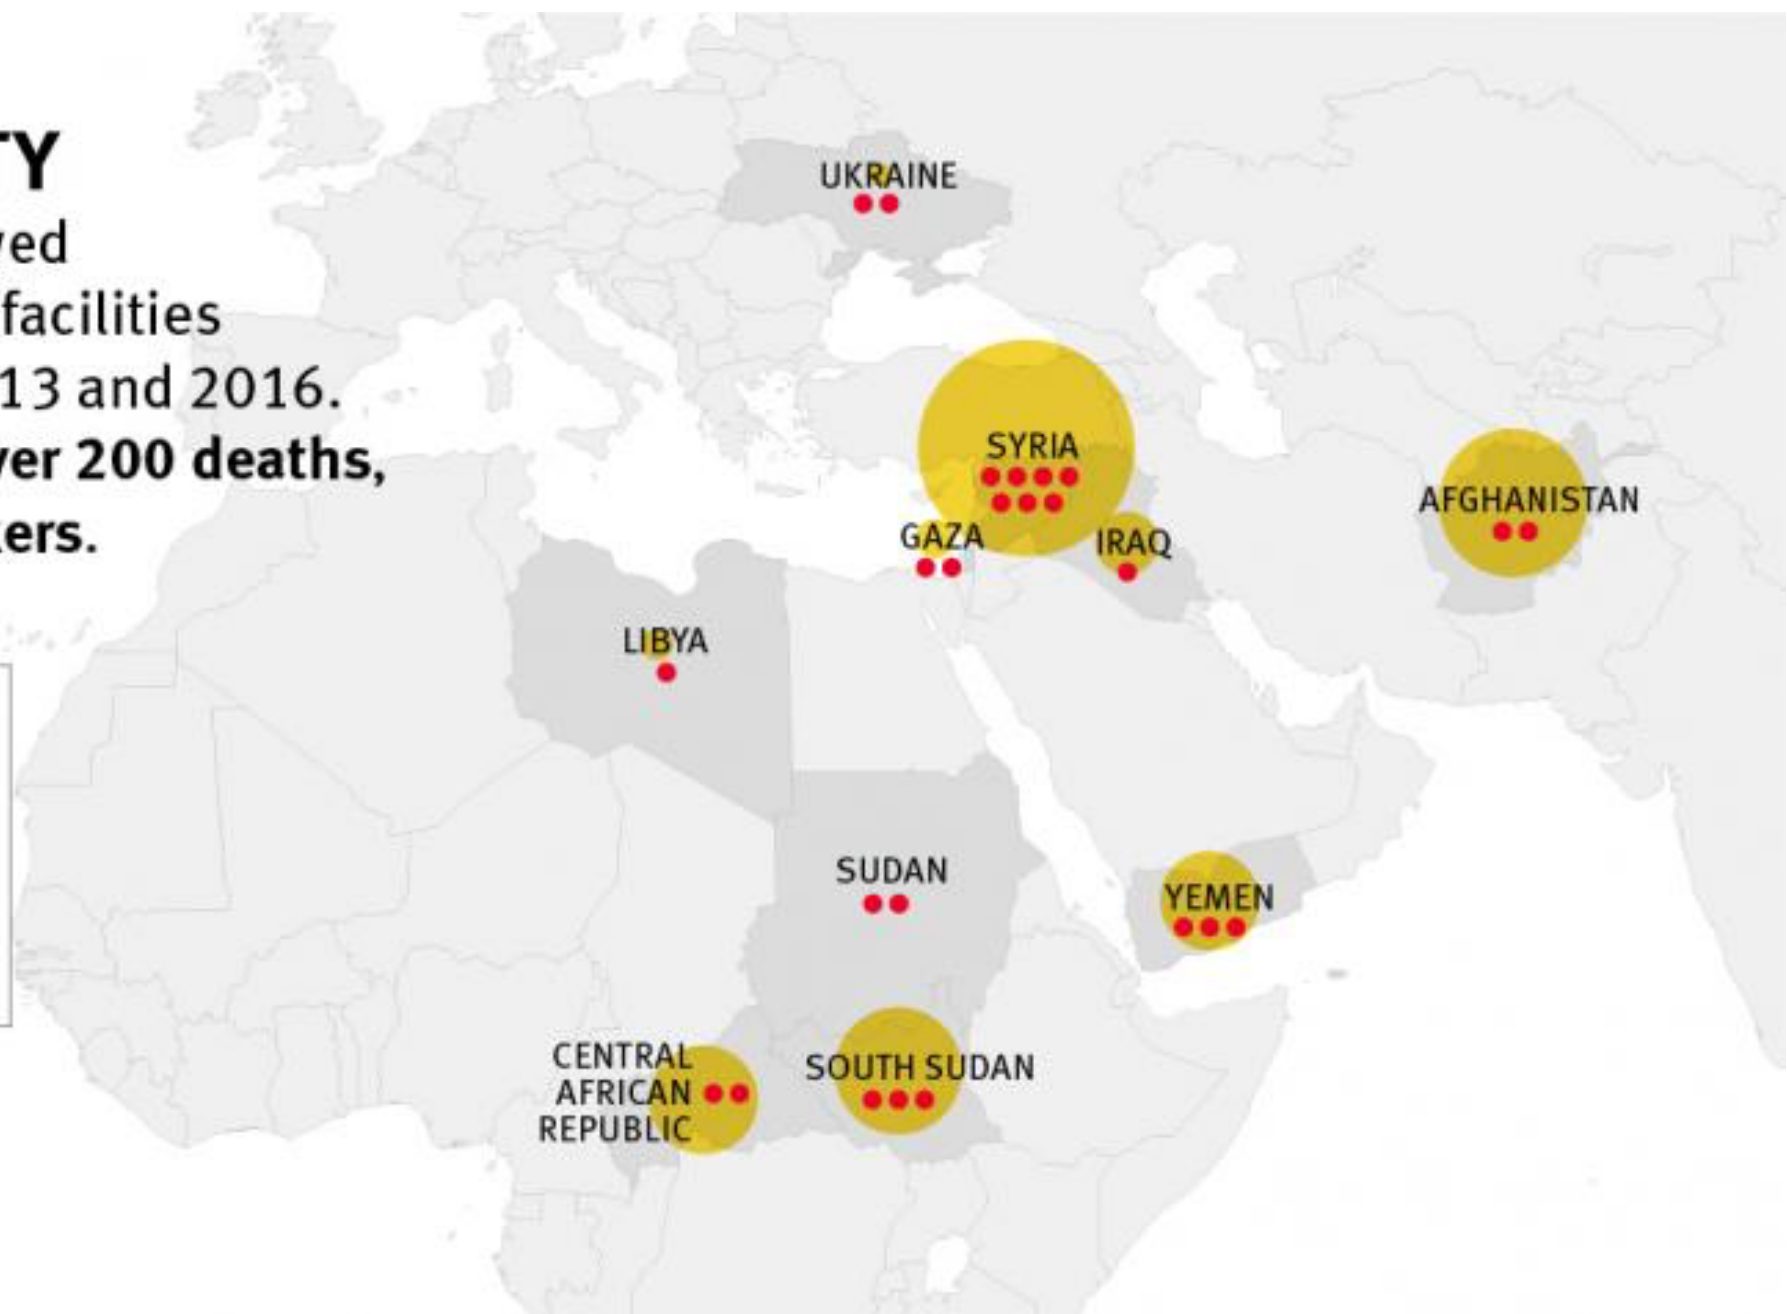 TY
ved
facilities
13 and 2016.
ver 200 deaths,
kers.
UKRAINE
SYRIA
AFGHANISTAN
GAZA
IRAQ
LIBYA
SUDAN
YEMEN
CENTRAL
AFRICAN
REPUBLIC
SOUTH SUDAN